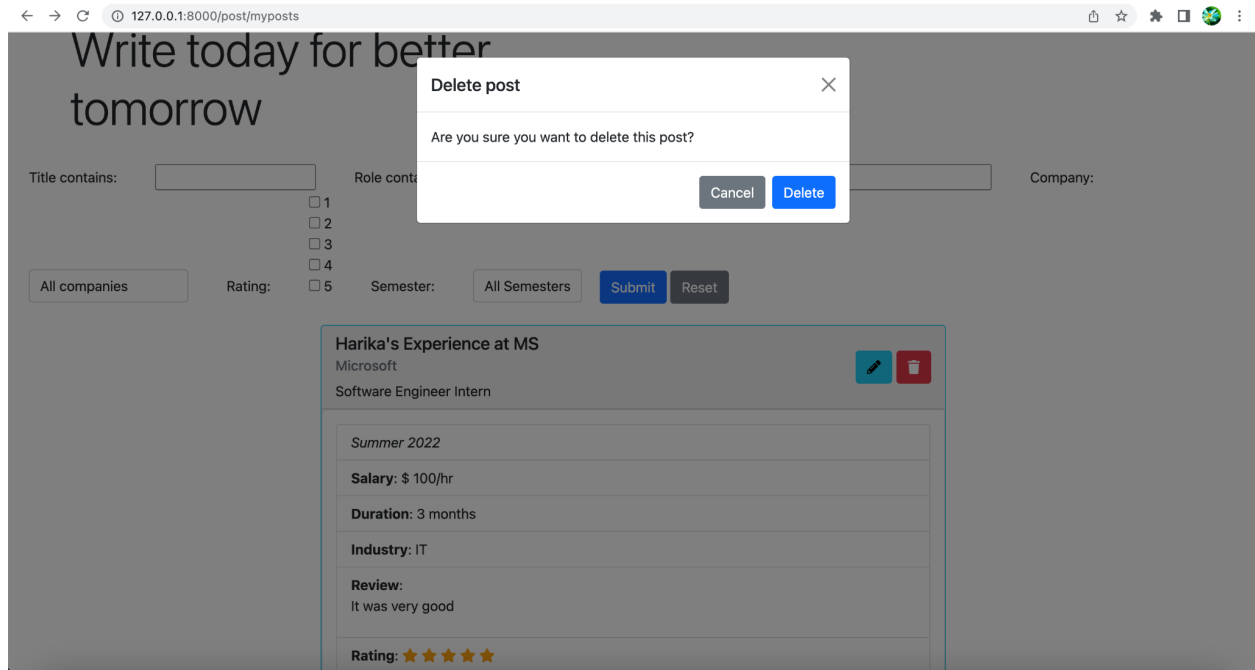 127.0.0.1:8000/post/myposts
Write today for better
tomorrow
Delete post
Are you sure you want to delete this post?
Cancel Delete
Title contains: Role conta Company:
1
2
3
4
All companies Rating: 5 Semester: All Semesters Submit Reset
Harika's Experience at MS
Microsoft
Software Engineer Intern
Summer 2022
Salary: $ 100/hr
Duration: 3 months
Industry: IT
Review:
It was very good
Rating: